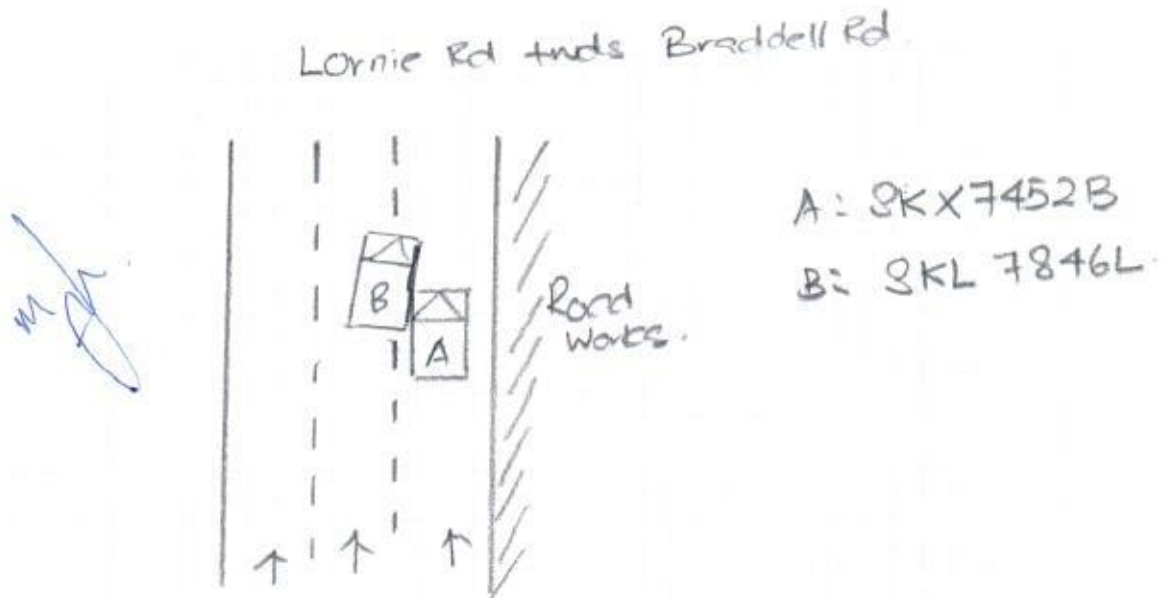 Lornie Rd twds Braddell Rd.
A: SKX7452B
B: SKL 7846L.
B
A
Road
Works.